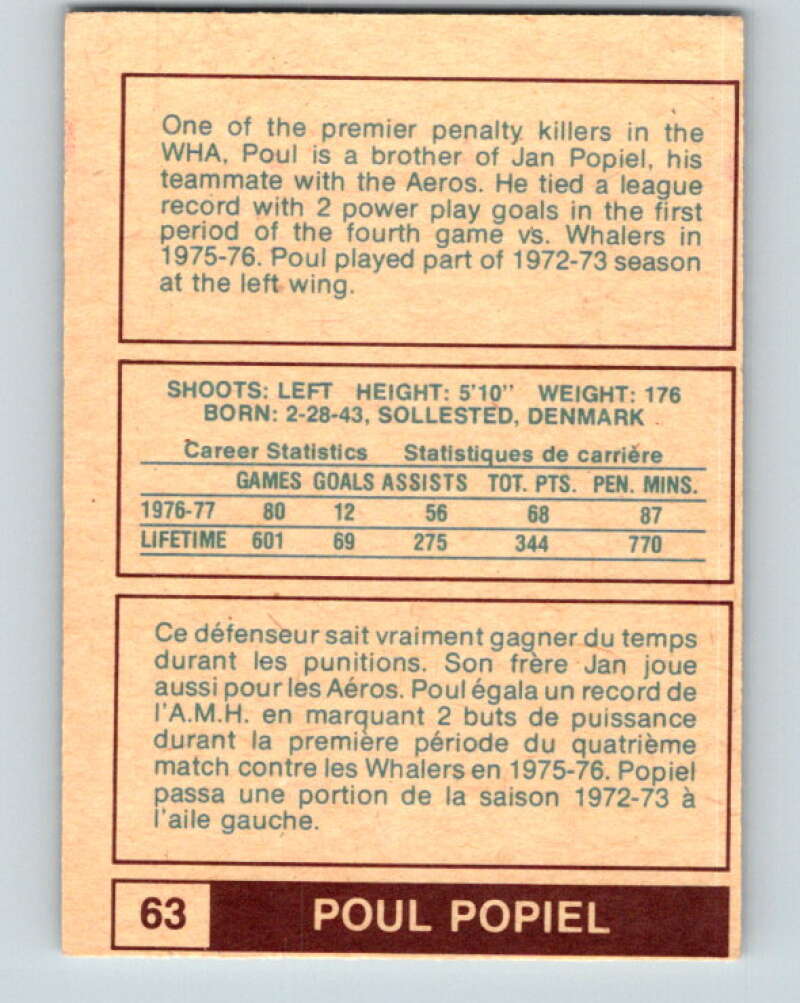 One of the premier penalty killers in the
WHA, Poul is a brother of Jan Popiel, his
teammate with the Aeros. He tied a league
record with 2 power play goals in the first
period of the fourth game vs. Whalers in
1975-76. Poul played part of 1972-73 season
at the left wing.
SHOOTS: LEFT HEIGHT: 5'10" WEIGHT: 176
BORN: 2-28-43, SOLLESTED, DENMARK
Career Statistics Statistiques de carrière
GAMES GOALS ASSISTS TOT. PTS. PEN. MINS.
1976-77 80 12 56 68 87
LIFETIME 601 69 275 344 770
Ce défenseur sait vraiment gagner du temps
durant les punitions. Son frère Jan joue
aussi pour les Aéros. Poul égala un record de
l'A.M.H. en marquant 2 buts de puissance
durant la première période du quatrième
match contre les Whalers en 1975-76. Popiel
passa une portion de la saison 1972-73 à
l'aile gauche.
63 POUL POPIEL